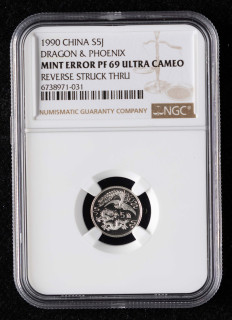 1990 CHINA S5J
DRAGON & PHOENIX
MINT ERROR PF 69 ULTRA CAMEO
REVERSE STRUCK THRU
6738971-031
NUMISMATIC GUARANTY COMPANY
NGC